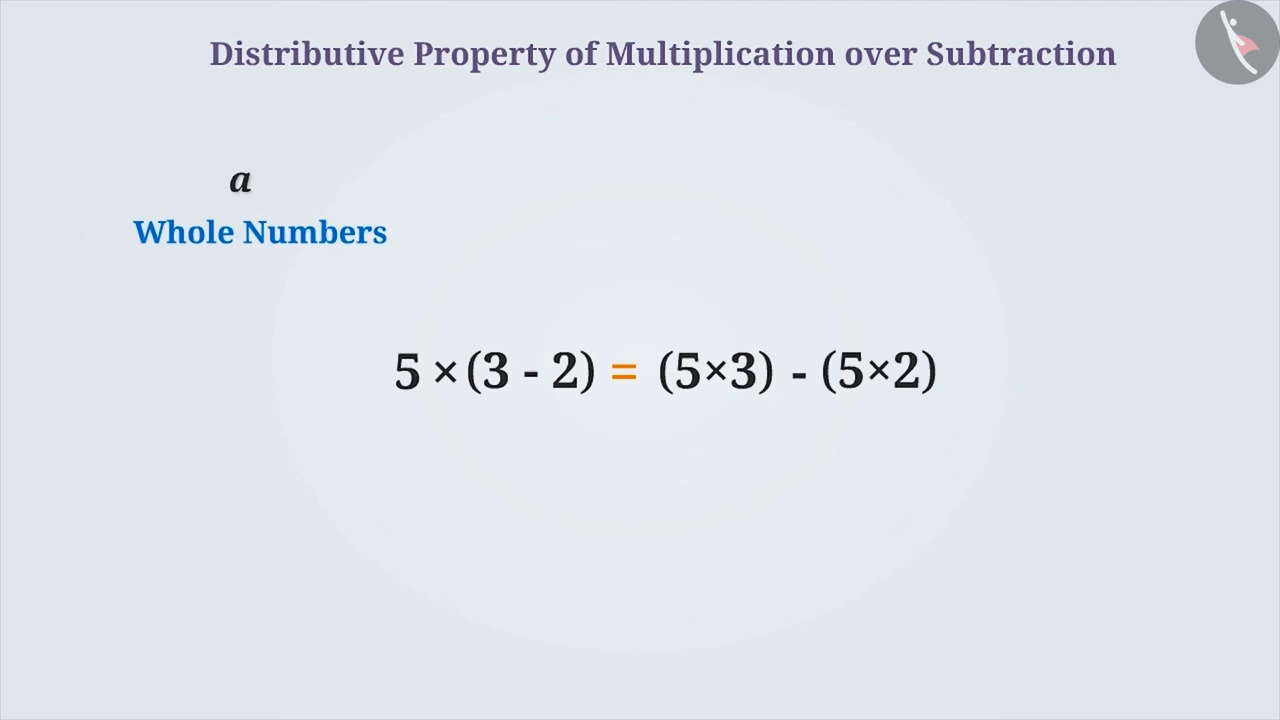 Distributive Property of Multiplication over Subtraction
a
Whole Numbers
5 × (3 - 2) = (5×3) - (5×2)